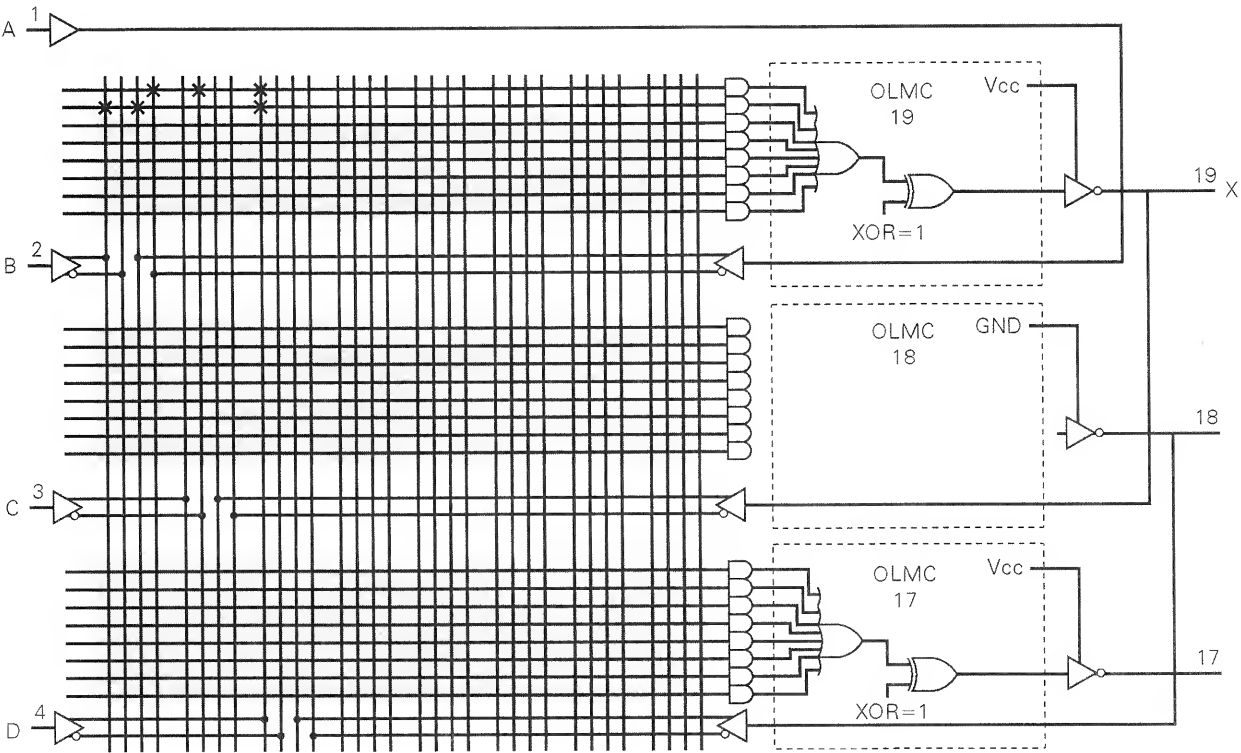 A 1
OLMC
19
Vcc
19 X
XOR=1
B 2
OLMC
18
GND
18
C 3
OLMC
17
Vcc
17
XOR=1
D 4